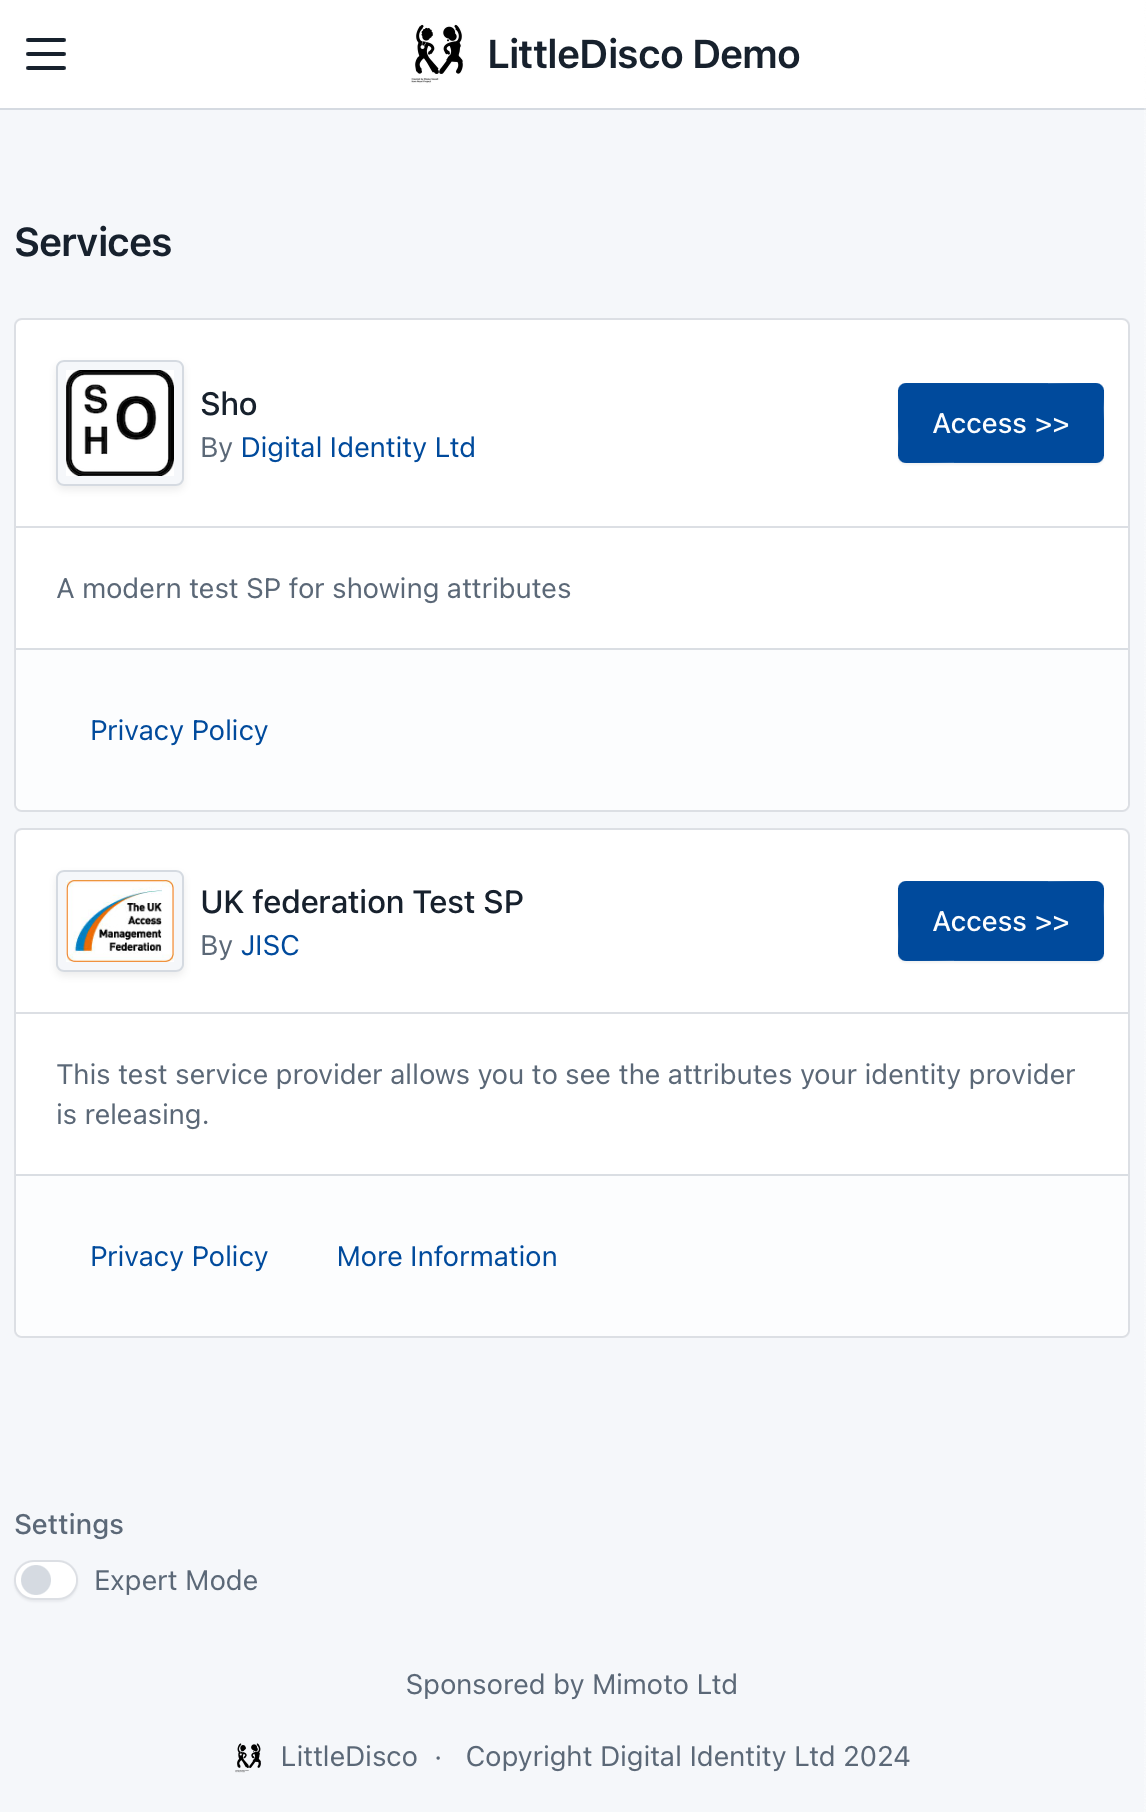 LittleDisco Demo
Services
S
H O
Sho
By Digital Identity Ltd
Access >>
A modern test SP for showing attributes
Privacy Policy
The UK
Access
Management
Federation
UK federation Test SP
By JISC
Access >>
This test service provider allows you to see the attributes your identity provider
is releasing.
Privacy Policy More Information
Settings
Expert Mode
Sponsored by Mimoto Ltd
LittleDisco · Copyright Digital Identity Ltd 2024